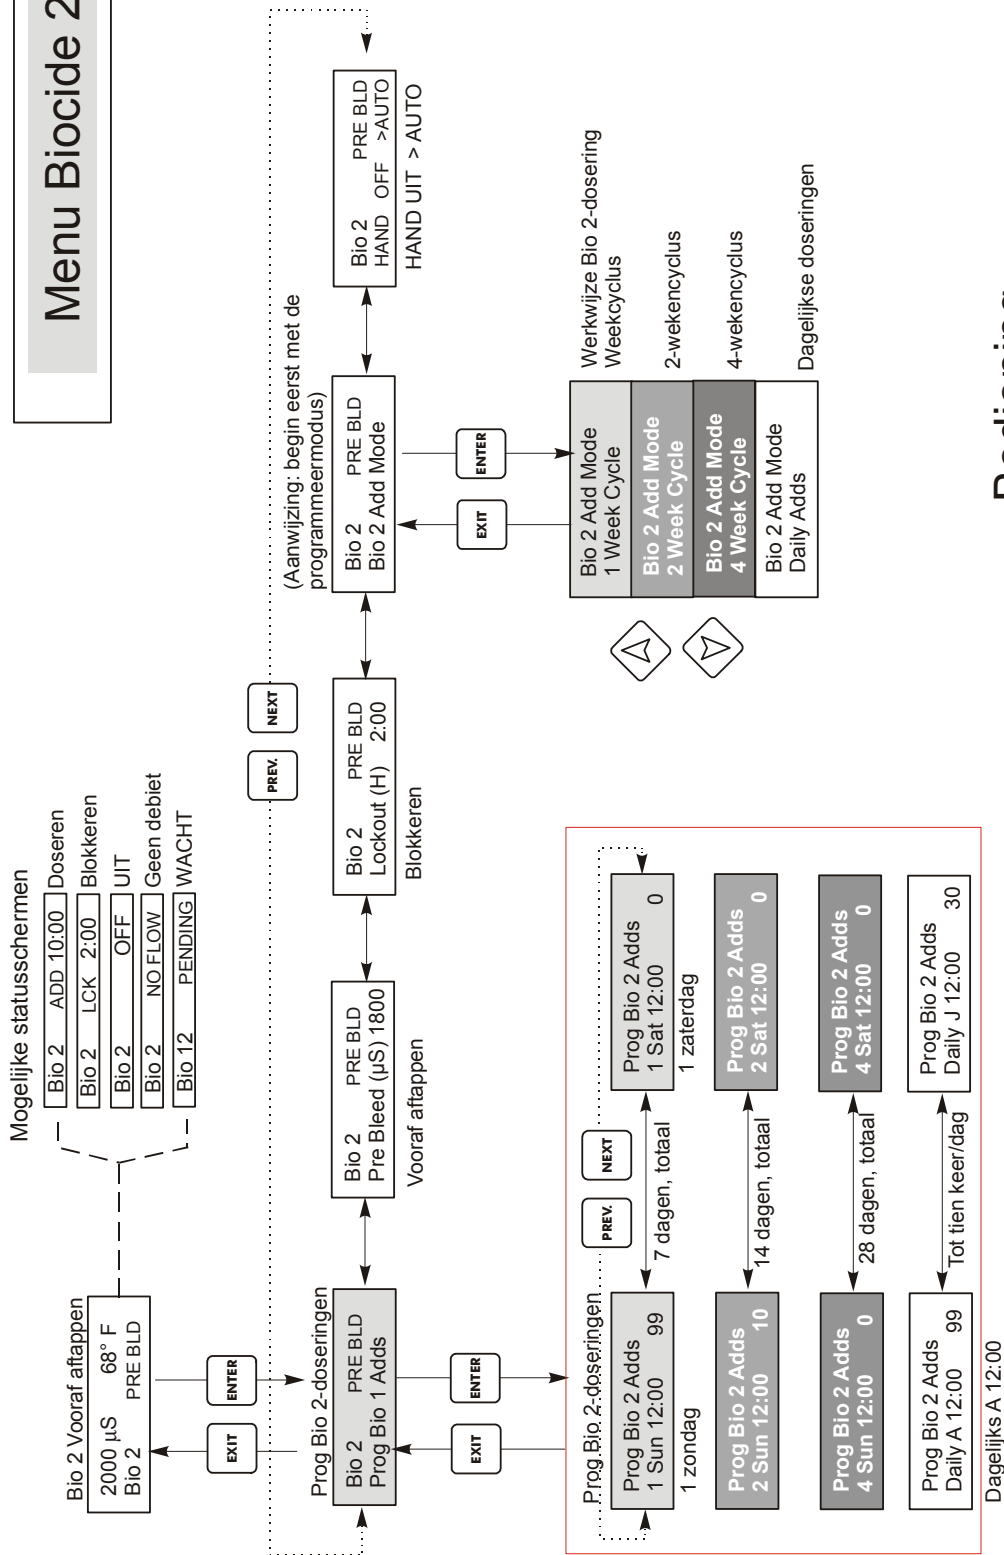 Menu Biocide 2
Mogelijke statusschermen
Bio 2 ADD 10:00 Doseren
Bio 2 LCK 2:00 Blokkeren
Bio 2 OFF UIT
Bio 2 NO FLOW Geen debiet
Bio 12 PENDING WACHT
Bio 2 Vooraf aftappen
2000 µS 68° F
Bio 2 PRE BLD
EXIT
ENTER
PREV.
NEXT
Prog Bio 2-doseringen
Bio 2 PRE BLD
Prog Bio 1 Adds
Bio 2 PRE BLD
Pre Bleed (µS) 1800
Vooraf aftappen
Bio 2 PRE BLD
Lockout (H) 2:00
Blokkeren
(Aanwijzing: begin eerst met de
programmeermodus)
Bio 2 PRE BLD
Bio 2 Add Mode
Bio 2 PRE BLD
HAND OFF >AUTO
HAND UIT > AUTO
EXIT
ENTER
EXIT
ENTER
Bio 2 Add Mode
1 Week Cycle
Werkwijze Bio 2-dosering
Weekcyclus
Bio 2 Add Mode
2 Week Cycle
2-wekencyclus
Bio 2 Add Mode
4 Week Cycle
4-wekencyclus
Bio 2 Add Mode
Daily Adds
Dagelijkse doseringen
Prog Bio 2-doseringen
PREV.
NEXT
Prog Bio 2 Adds
1 Sun 12:00 99
1 zondag
7 dagen, totaal
Prog Bio 2 Adds
1 Sat 12:00 0
1 zaterdag
Prog Bio 2 Adds
2 Sun 12:00 10
14 dagen, totaal
Prog Bio 2 Adds
2 Sat 12:00 0
Prog Bio 2 Adds
4 Sun 12:00 0
28 dagen, totaal
Prog Bio 2 Adds
4 Sat 12:00 0
Prog Bio 2 Adds
Daily A 12:00 99
Dagelijks A 12:00
Tot tien keer/dag
Prog Bio 2 Adds
Daily J 12:00 30